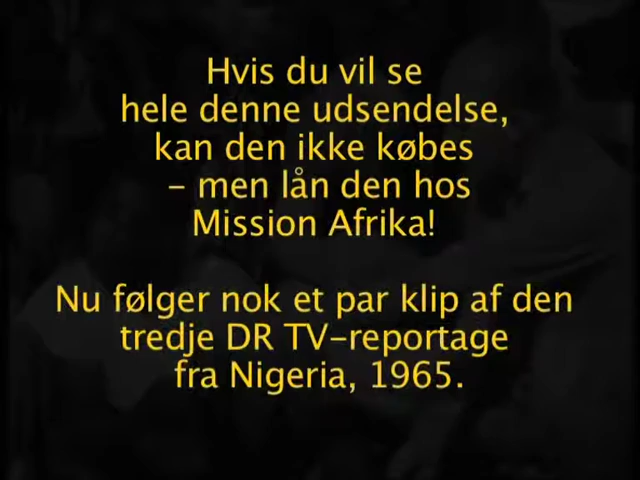 Hvis du vil se
hele denne udsendelse,
kan den ikke købes
– men lån den hos
Mission Afrika!
Nu følger nok et par klip af den
tredje DR TV–reportage
fra Nigeria, 1965.